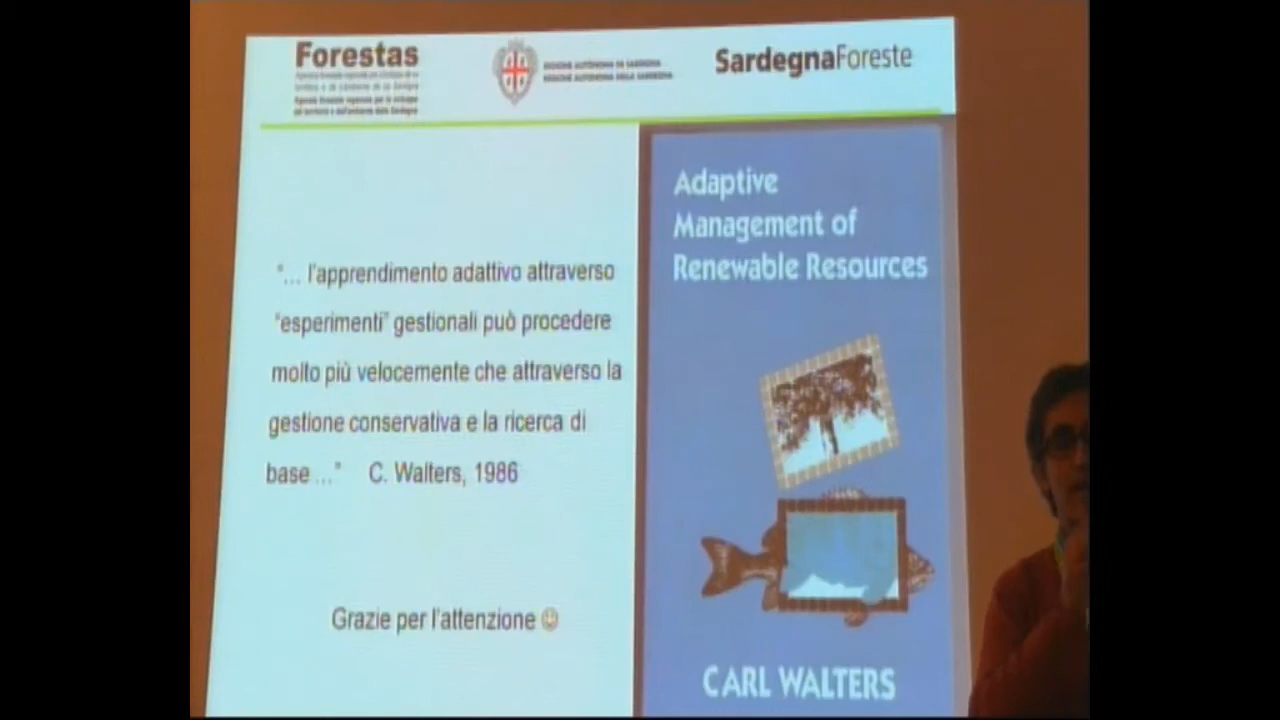 Forestas
SardegnaForeste
"... l'apprendimento adattivo attraverso
"esperimenti" gestionali può procedere
molto più velocemente che attraverso la
gestione conservativa e la ricerca di
base ..." C. Walters, 1986
Grazie per l'attenzione
Adaptive
Management of
Renewable Resources
CARL WALTERS